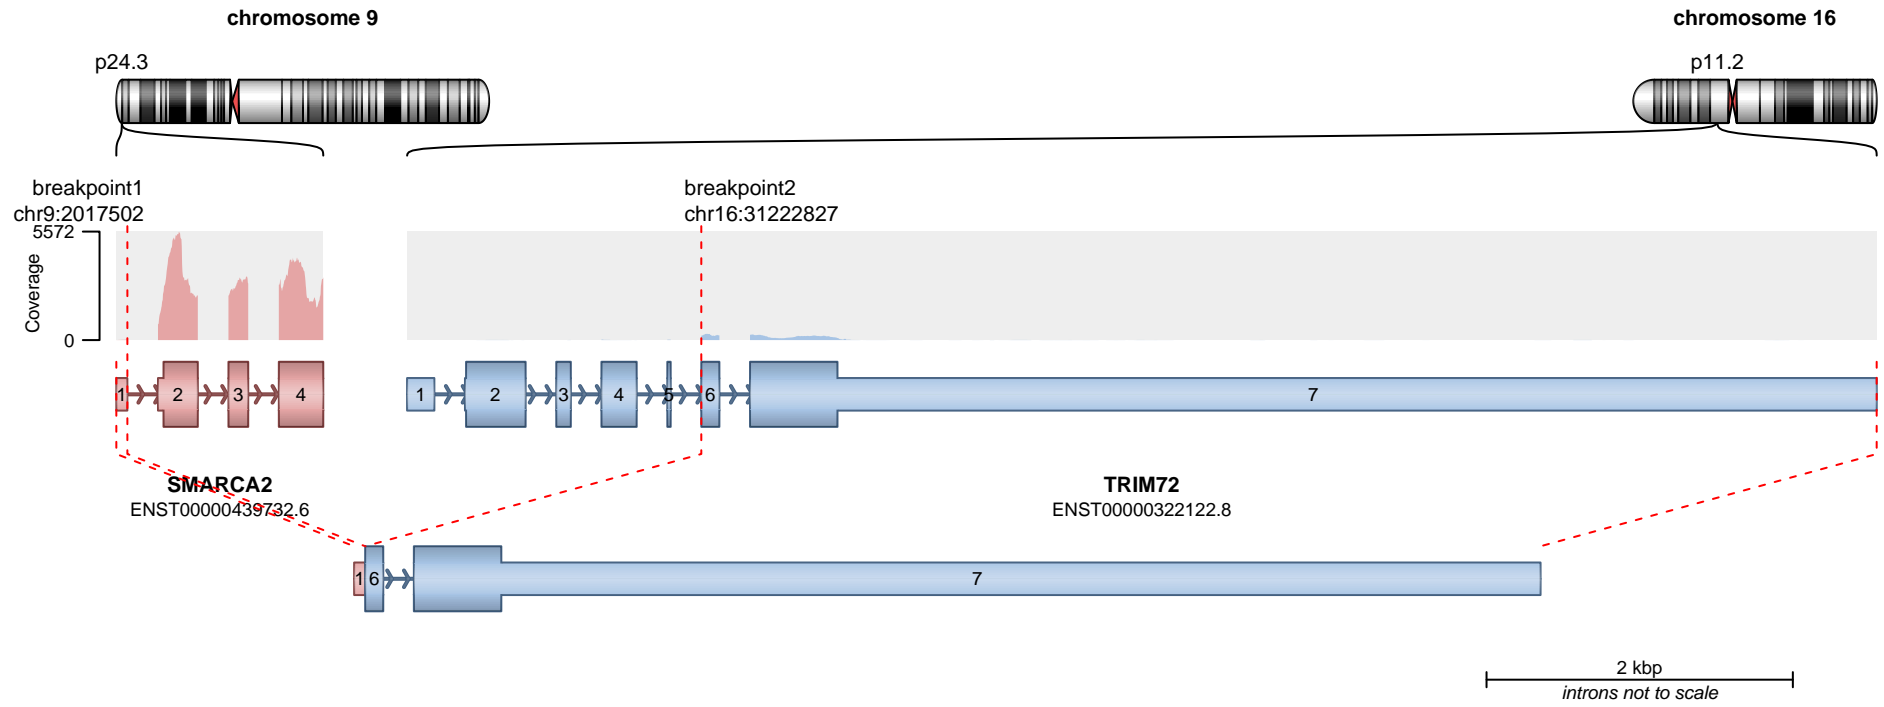 chromosome 9
chromosome 16
p24.3
p11.2
breakpoint1
chr9:2017502
breakpoint2
chr16:31222827
5572
Coverage
0
1 2 3 4
1 2 3 4 5 6 7
SMARCA2
ENST00000439732.6
TRIM72
ENST00000322122.8
1 6 7
2 kbp
introns not to scale